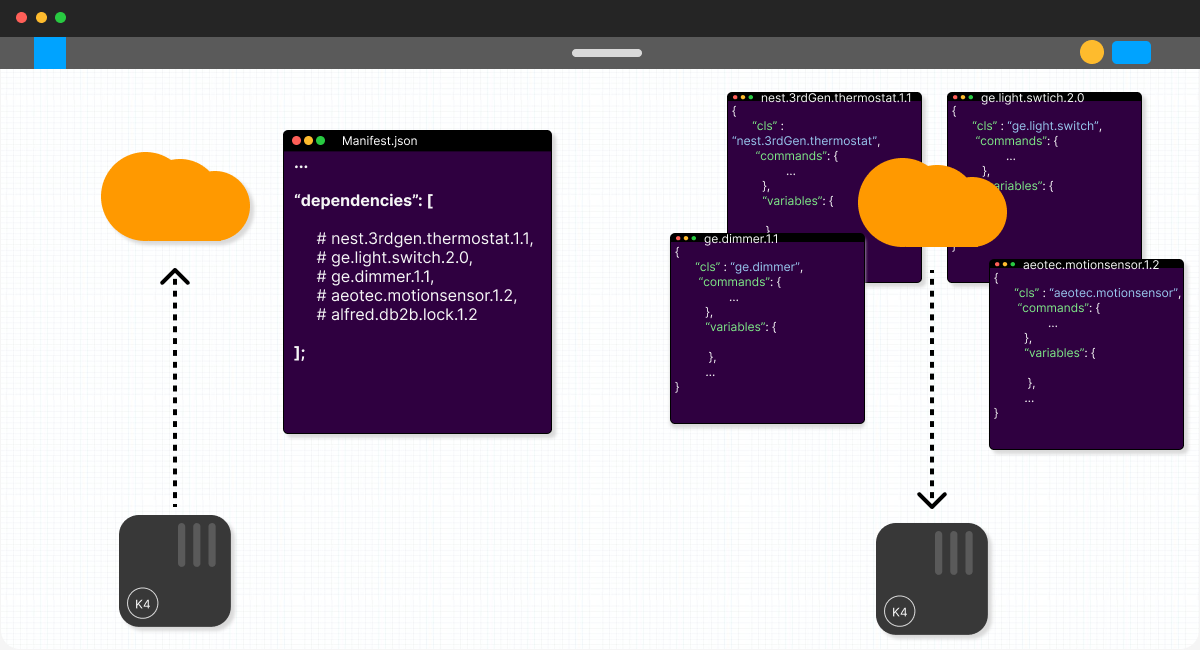 Manifest.json
...
“dependencies”: [
# nest.3rdgen.thermostat.1.1,
# ge.light.switch.2.0,
# ge.dimmer.1.1,
# aeotec.motionsensor.1.2,
# alfred.db2b.lock.1.2
];
K4
nest.3rdGen.thermostat.1.1
{
“cls” :
“nest.3rdGen.thermostat”,
“commands”: {
...
},
“variables”: {
}
ge.light.swtich.2.0
{
“cls” : “ge.light.switch”,
“commands”: {
...
},
ariables”: {
}
ge.dimmer.1.1
{
“cls” : “ge.dimmer”,
“commands”: {
...
},
“variables”: {
},
...
}
aeotec.motionsensor.1.2
{
“cls” : “aeotec.motionsensor”,
“commands”: {
...
},
“variables”: {
},
...
}
K4